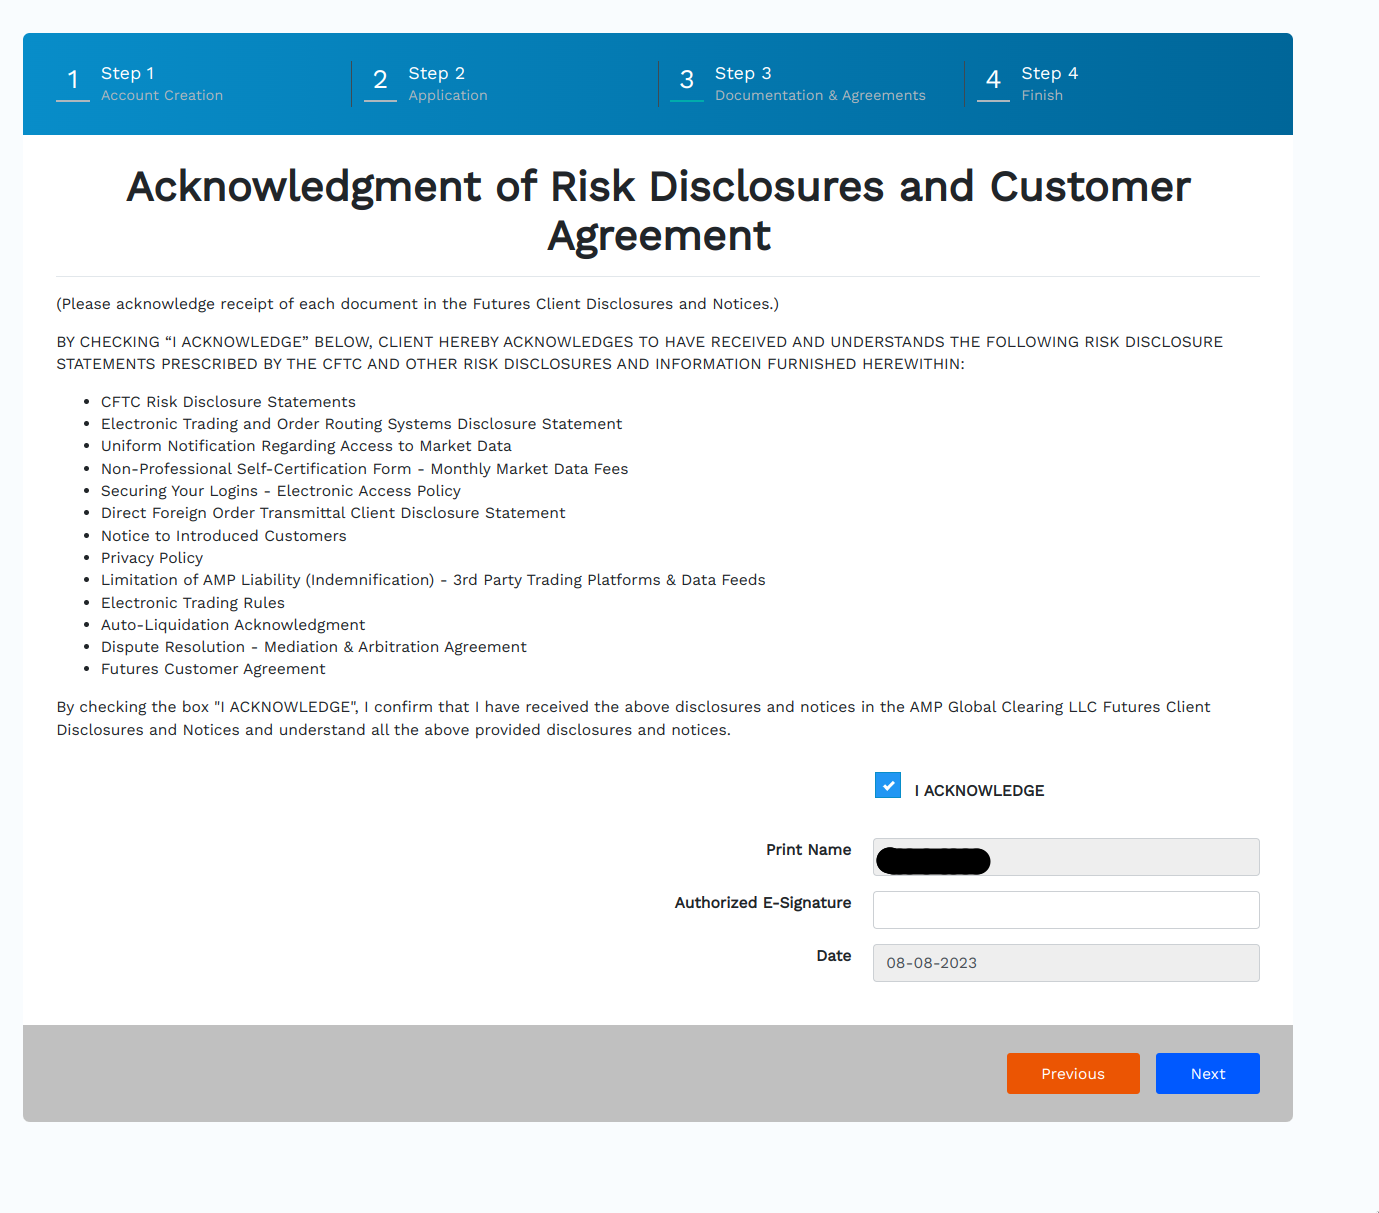 1
Step 1
Account Creation
2
Step 2
Application
3
Step 3
Documentation & Agreements
4
Step 4
Finish
Acknowledgment of Risk Disclosures and Customer
Agreement
(Please acknowledge receipt of each document in the Futures Client Disclosures and Notices.)
BY CHECKING “I ACKNOWLEDGE” BELOW, CLIENT HEREBY ACKNOWLEDGES TO HAVE RECEIVED AND UNDERSTANDS THE FOLLOWING RISK DISCLOSURE
STATEMENTS PRESCRIBED BY THE CFTC AND OTHER RISK DISCLOSURES AND INFORMATION FURNISHED HEREWITHIN:
• CFTC Risk Disclosure Statements
• Electronic Trading and Order Routing Systems Disclosure Statement
• Uniform Notification Regarding Access to Market Data
• Non-Professional Self-Certification Form - Monthly Market Data Fees
• Securing Your Logins - Electronic Access Policy
• Direct Foreign Order Transmittal Client Disclosure Statement
• Notice to Introduced Customers
• Privacy Policy
• Limitation of AMP Liability (Indemnification) - 3rd Party Trading Platforms & Data Feeds
• Electronic Trading Rules
• Auto-Liquidation Acknowledgment
• Dispute Resolution - Mediation & Arbitration Agreement
• Futures Customer Agreement
By checking the box "I ACKNOWLEDGE", I confirm that I have received the above disclosures and notices in the AMP Global Clearing LLC Futures Client
Disclosures and Notices and understand all the above provided disclosures and notices.
I ACKNOWLEDGE
Print Name
Authorized E-Signature
Date
08-08-2023
Previous
Next